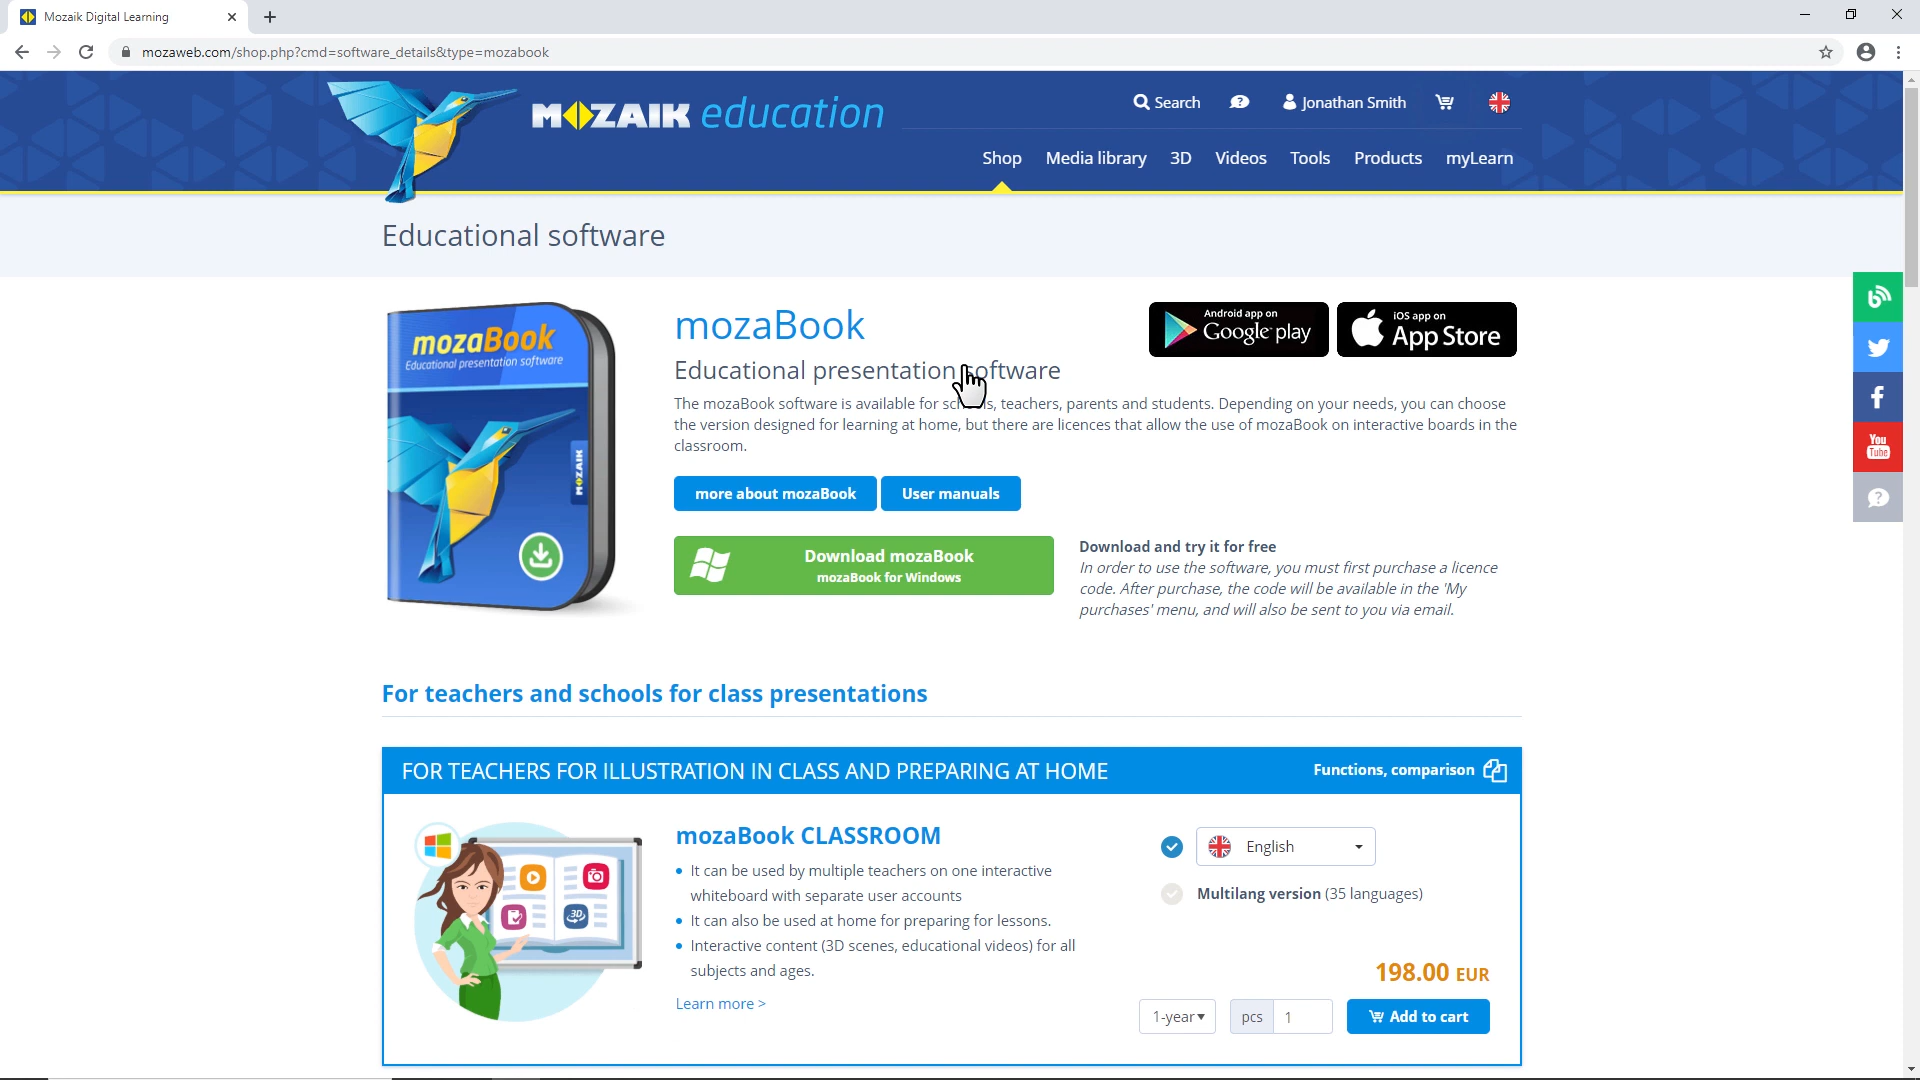 Mozaik Digital Learning
mozaweb.com/shop.php?cmd=software_details&type=mozabook
MOZAIK education
Search
Jonathan Smith
Shop Media library 3D Videos Tools Products myLearn
Educational software
mozaBook
Educational presentation software
MOZAIK
mozaBook
Android app on
Google play
iOS app on
App Store
Educational presentation software
The mozaBook software is available for schools, teachers, parents and students. Depending on your needs, you can choose
the version designed for learning at home, but there are licences that allow the use of mozaBook on interactive boards in the
classroom.
more about mozaBook
User manuals
Download mozaBook
mozaBook for Windows
Download and try it for free
In order to use the software, you must first purchase a licence
code. After purchase, the code will be available in the 'My
purchases' menu, and will also be sent to you via email.
You
Tube
For teachers and schools for class presentations
FOR TEACHERS FOR ILLUSTRATION IN CLASS AND PREPARING AT HOME
Functions, comparison
3D
mozaBook CLASSROOM
• It can be used by multiple teachers on one interactive
whiteboard with separate user accounts
• It can also be used at home for preparing for lessons.
• Interactive content (3D scenes, educational videos) for all
subjects and ages.
Learn more >
English
Multilang version (35 languages)
198.00 EUR
1-year
pcs 1
Add to cart